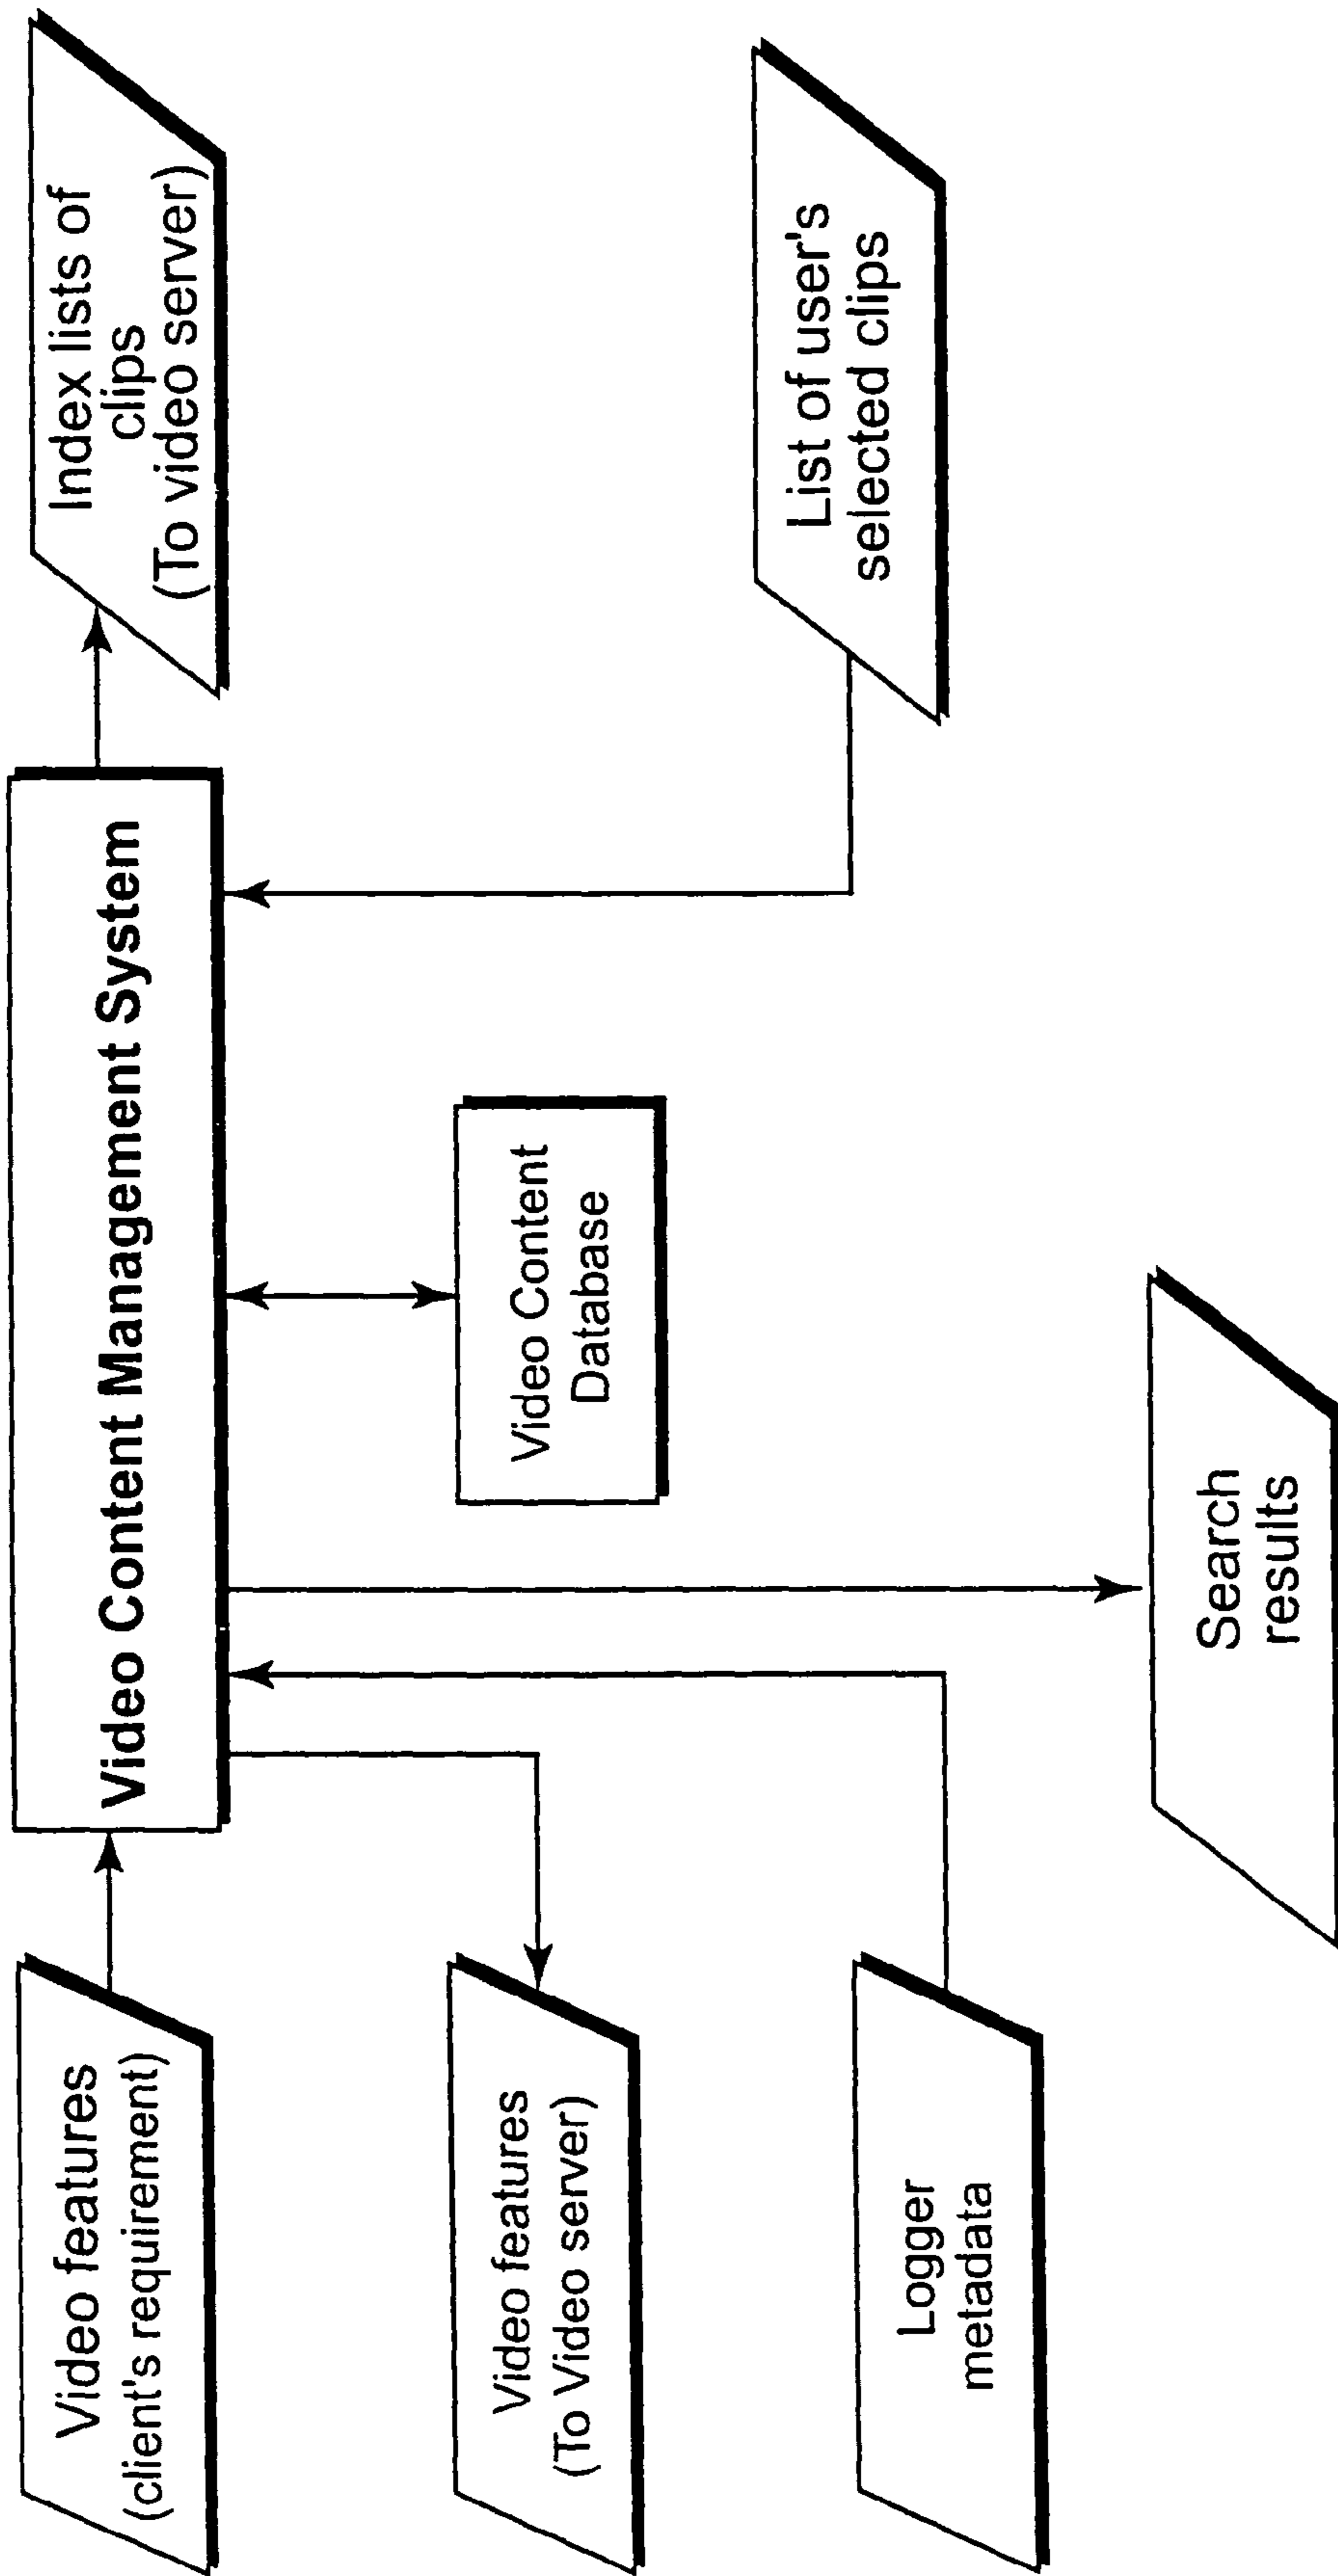 Video features
(client's requirement)
Video Content Management System
Index lists of
clips
(To video server)
Video features
(To Video server)
Video Content
Database
Logger
metadata
List of user's
selected clips
Search
results